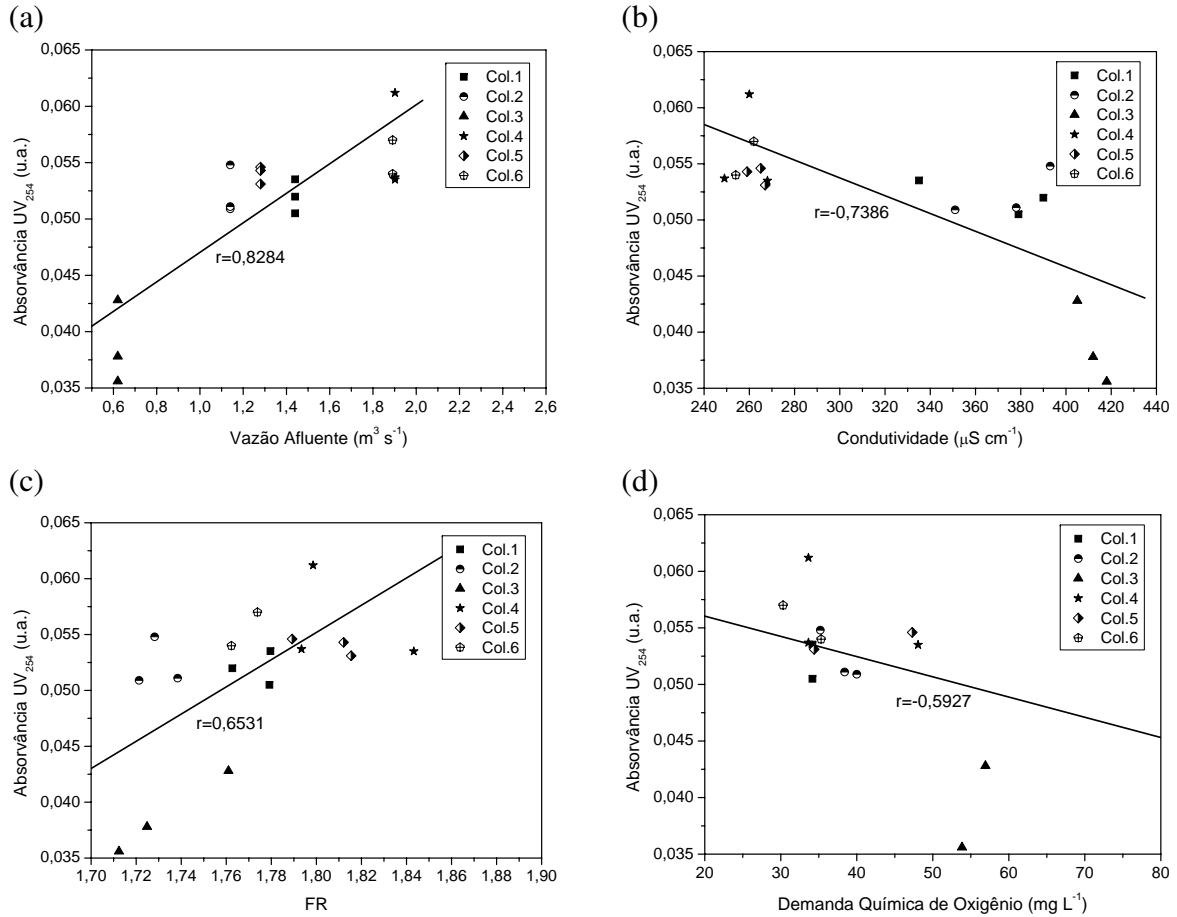 (a)
0,065
0,060
0,055
0,050
0,045
0,040
0,035
Absorvância UV254 (u.a.)
Col.1
Col.2
Col.3
Col.4
Col.5
Col.6
r=0,8284
0,6 0,8 1,0 1,2 1,4 1,6 1,8 2,0 2,2 2,4 2,6
Vazão Afluente (m³ s⁻¹)
(b)
0,065
0,060
0,055
0,050
0,045
0,040
0,035
Absorvância UV254 (u.a.)
Col.1
Col.2
Col.3
Col.4
Col.5
Col.6
r=-0,7386
240 260 280 300 320 340 360 380 400 420 440
Condutividade (μS cm⁻¹)
(c)
0,065
0,060
0,055
0,050
0,045
0,040
0,035
Absorvância UV254 (u.a.)
Col.1
Col.2
Col.3
Col.4
Col.5
Col.6
r=0,6531
1,70 1,72 1,74 1,76 1,78 1,80 1,82 1,84 1,86 1,88 1,90
FR
(d)
0,065
0,060
0,055
0,050
0,045
0,040
0,035
Absorvância UV254 (u.a.)
Col.1
Col.2
Col.3
Col.4
Col.5
Col.6
r=-0,5927
20 30 40 50 60 70 80
Demanda Química de Oxigênio (mg L⁻¹)